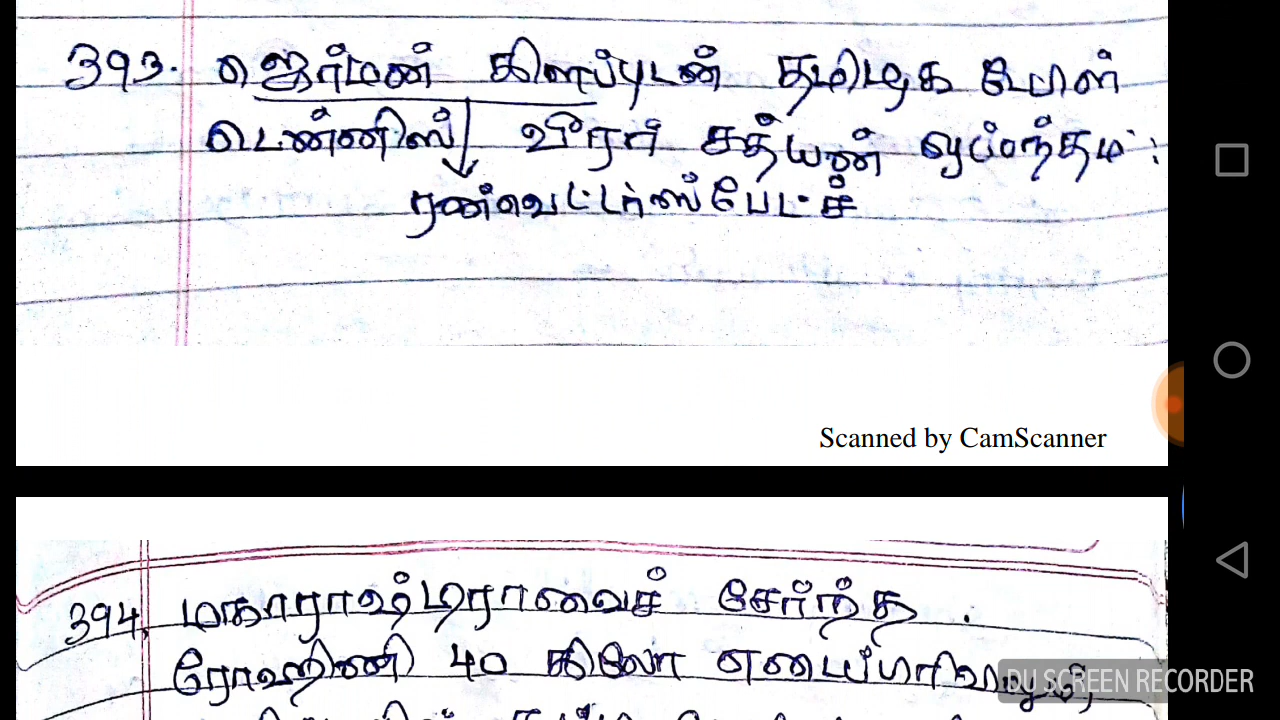 393. ஜெர்மன் கிளப்புடன் தமிழக டேபிள்
டென்னிஸ் வீரர் சத்யன் ஒப்பந்தம் :
ரன்வெட்டர்ஸ்பேட்ச்
Scanned by CamScanner
394. மகாராஷ்டிராவைச் சேர்ந்த .
ரோஹிணி 40 கிலோ எடைப்பிரிவு
DU SCREEN RECORDER